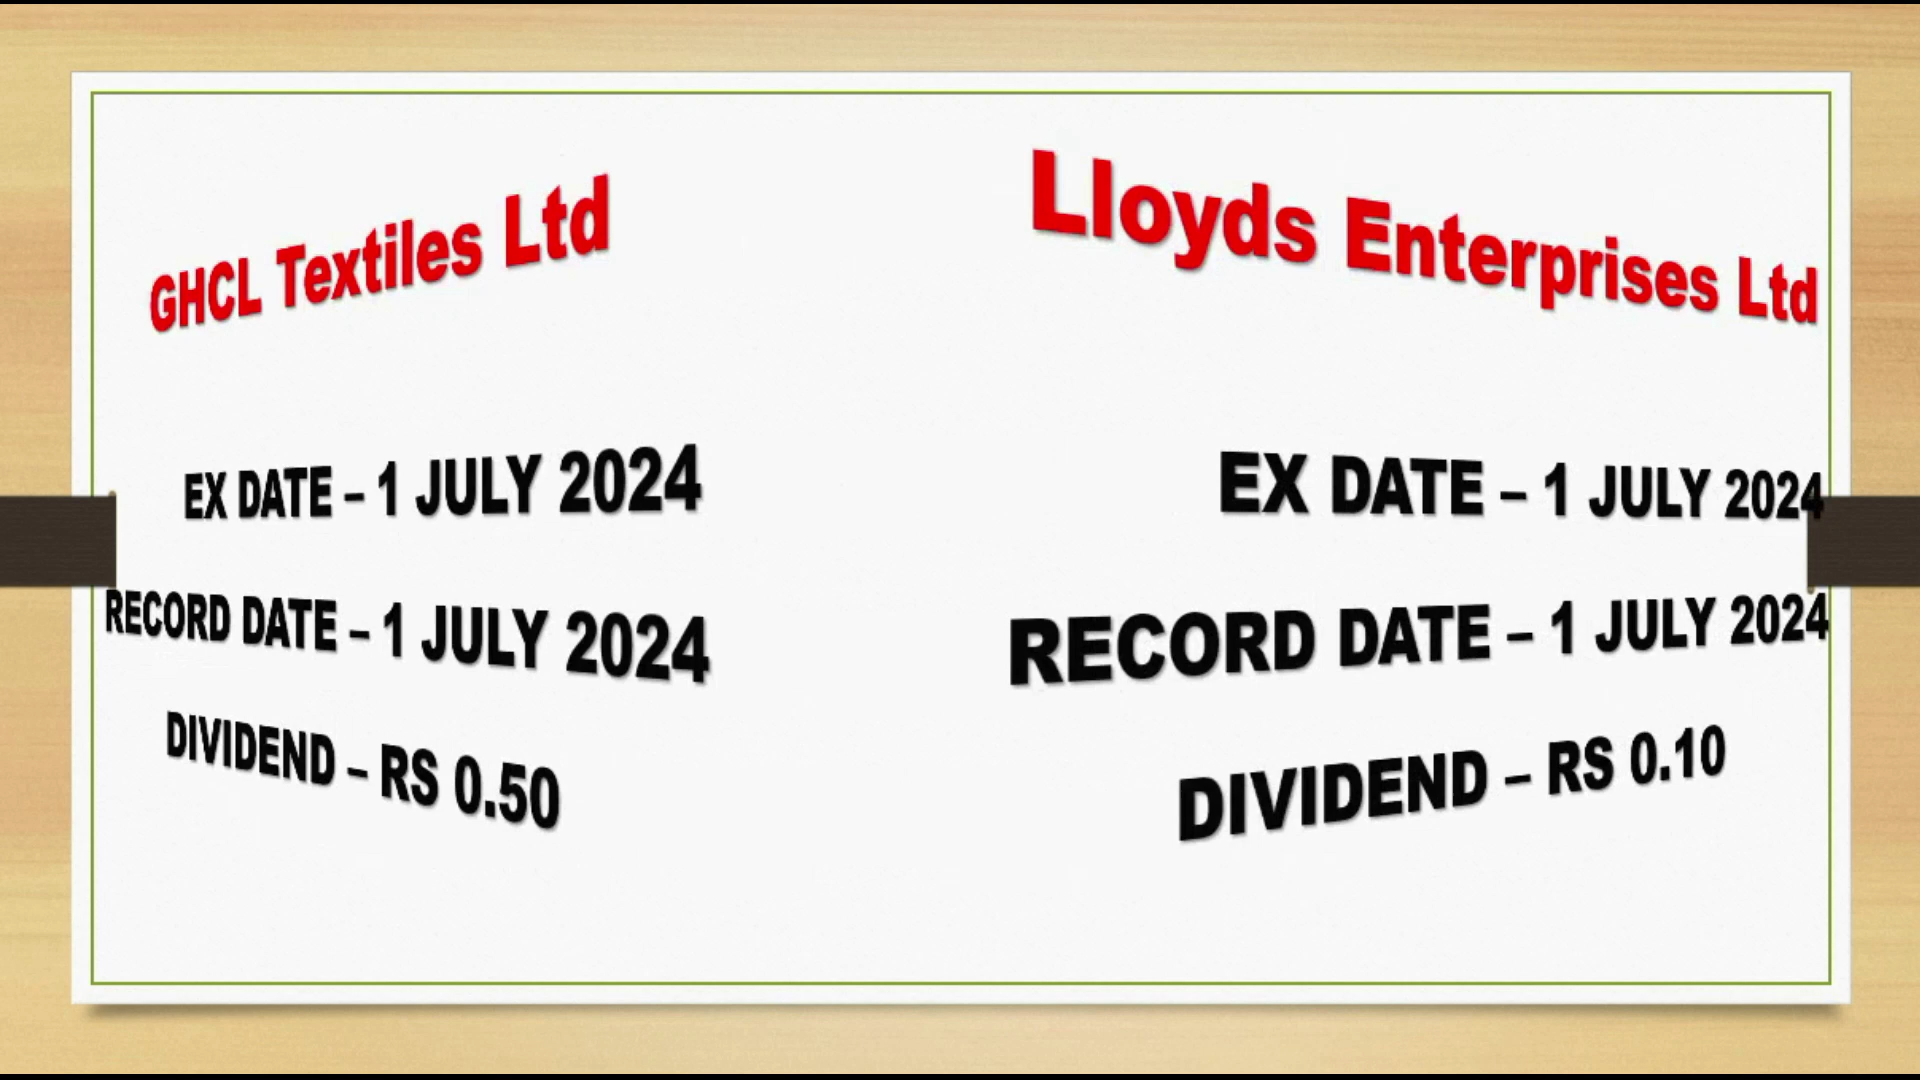 GHCL Textiles Ltd
EX DATE – 1 JULY 2024
RECORD DATE – 1 JULY 2024
DIVIDEND – RS 0.50
Lloyds Enterprises Ltd
EX DATE – 1 JULY 2024
RECORD DATE – 1 JULY 2024
DIVIDEND – RS 0.10